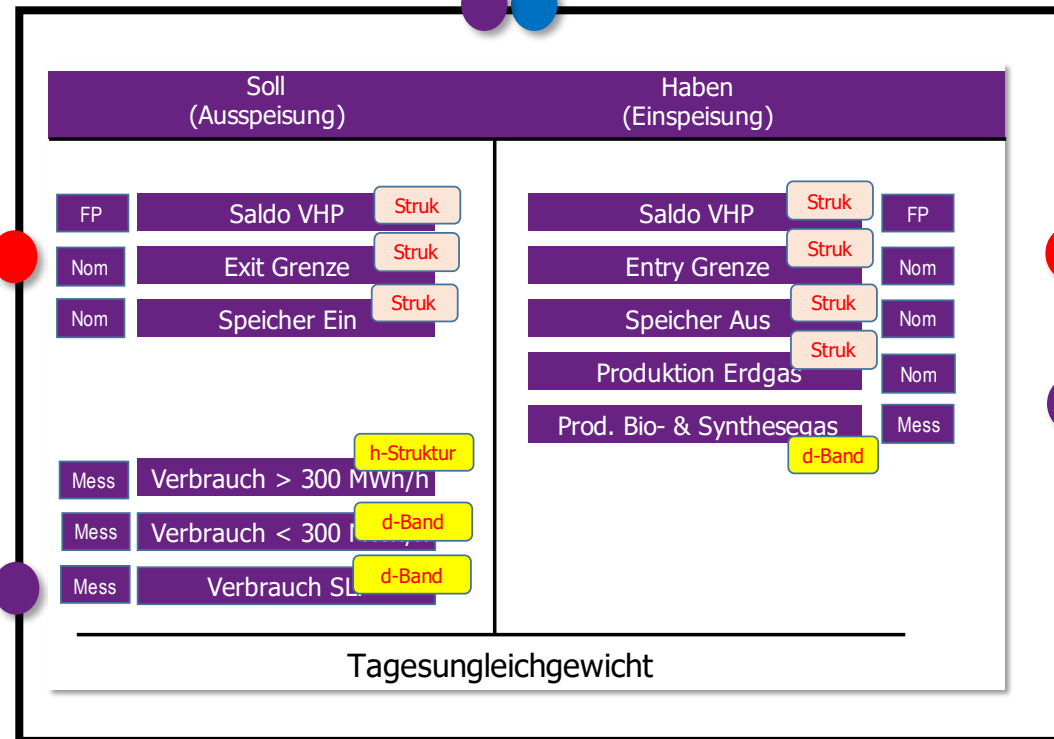 Soll
(Ausspeisung)
Haben
(Einspeisung)
FP
Saldo VHP
Struk
Nom
Exit Grenze
Struk
Nom
Speicher Ein
Struk
Saldo VHP
Struk
FP
Entry Grenze
Struk
Nom
Speicher Aus
Struk
Nom
Produktion Erdgas
Struk
Nom
Prod. Bio- & Synthesegas
Mess
d-Band
h-Struktur
Mess
Verbrauch > 300 MWh/h
Mess
Verbrauch < 300
d-Band
Mess
Verbrauch
d-Band
Tagesungleichgewicht